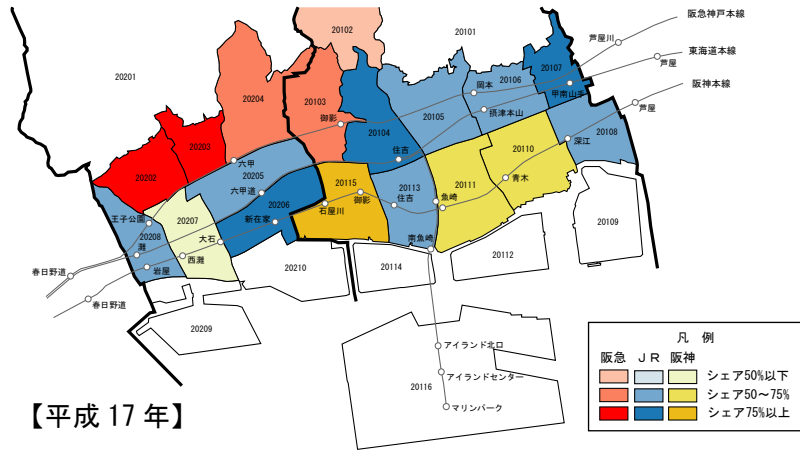 阪急神戸本線
東海道本線
阪神本線
芦屋川
芦屋
芦屋
20102
20101
20201
20107
20106
岡本
甲南山手
20204
20103
御影
摂津本山
20105
20104
20110
深江
20108
20203
住吉
六甲
20202
20205
六甲道
20115
御影
20113
住吉
魚崎
20111
青木
王子公園
20207
新在家
20206
石屋川
20109
20208
灘
大石
西灘
南魚崎
岩屋
20210
20114
20112
春日野道
春日野道
20209
アイランド北口
アイランドセンター
20116
マリンパーク
凡 例
阪急 JR 阪神
シェア50%以下
シェア50～75%
シェア75%以上
【平成 17 年】